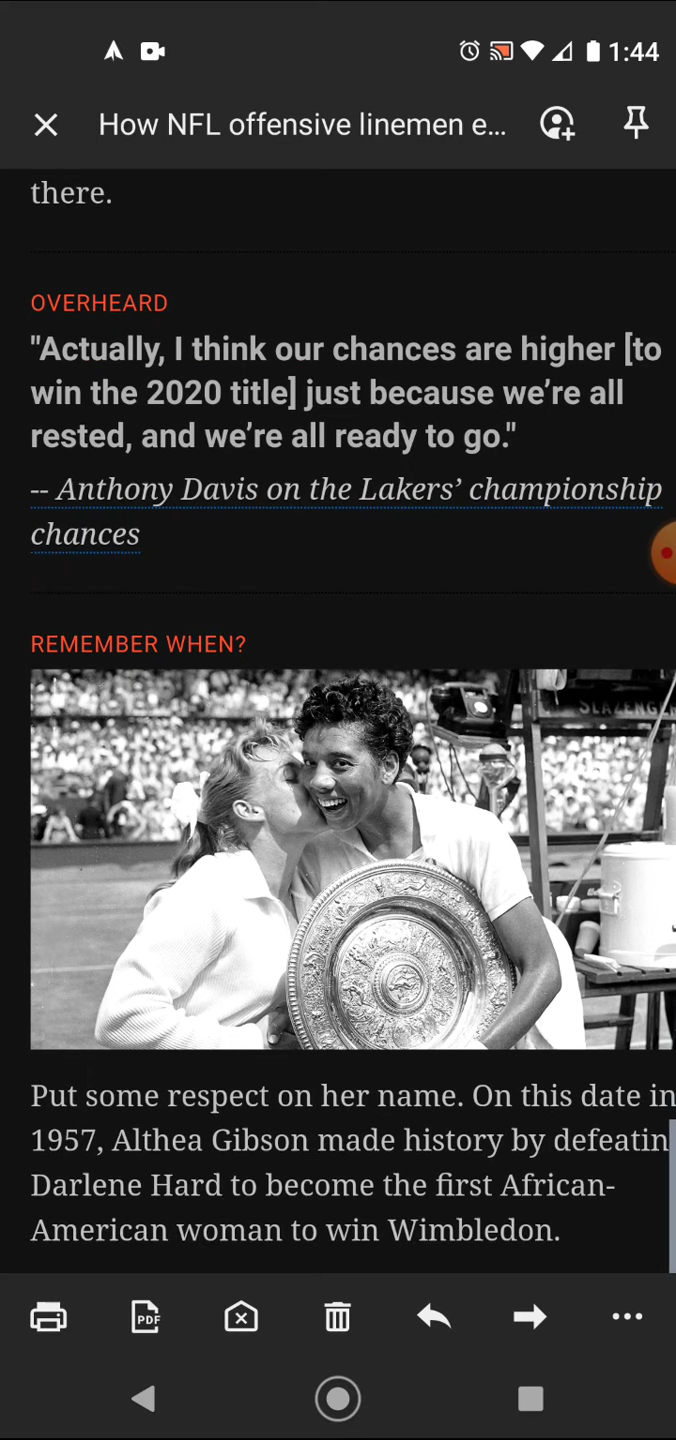 1:44
How NFL offensive linemen e...
there.
OVERHEARD
"Actually, I think our chances are higher [to
win the 2020 title] just because we’re all
rested, and we’re all ready to go."
-- Anthony Davis on the Lakers’ championship
chances
REMEMBER WHEN?
SLAZENGER
Put some respect on her name. On this date in
1957, Althea Gibson made history by defeatin
Darlene Hard to become the first African-
American woman to win Wimbledon.
PDF